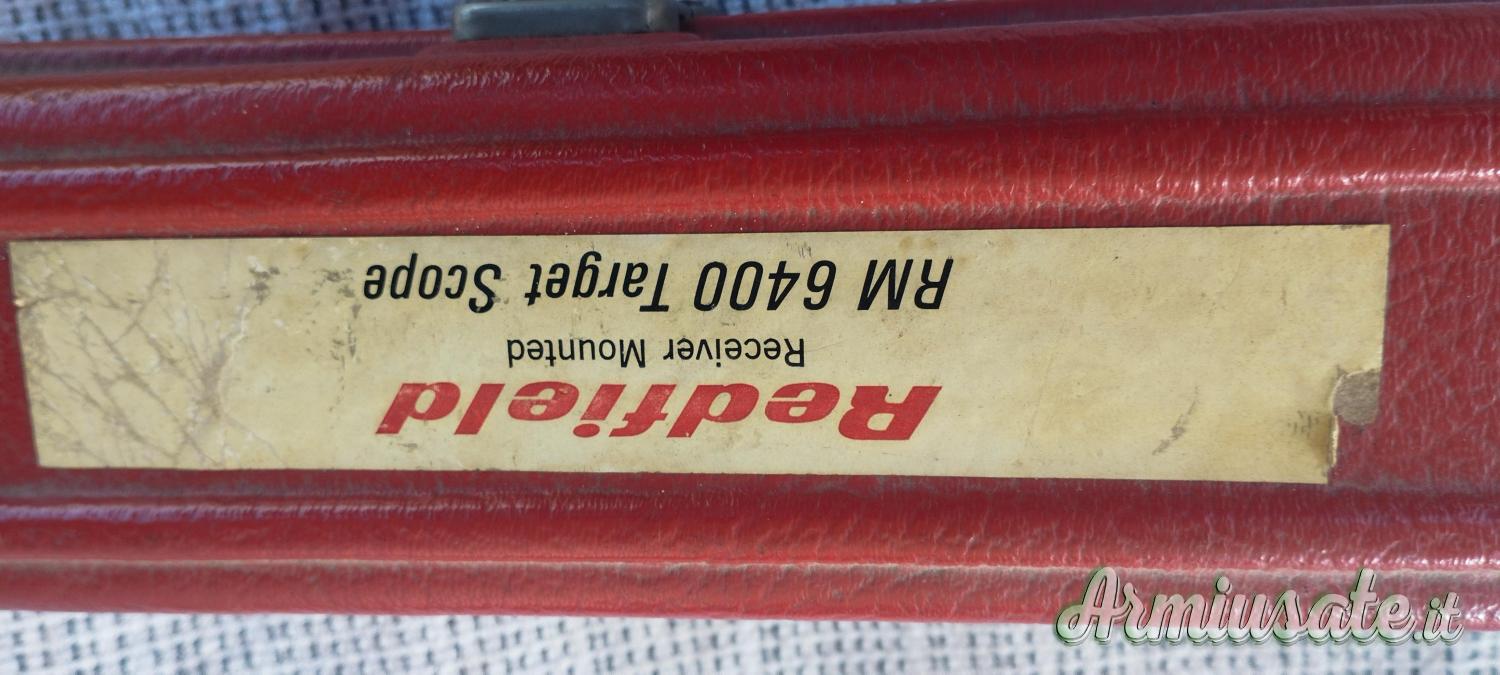 Redfield
Receiver Mounted
RM 6400 Target Scope
Armiusate.it